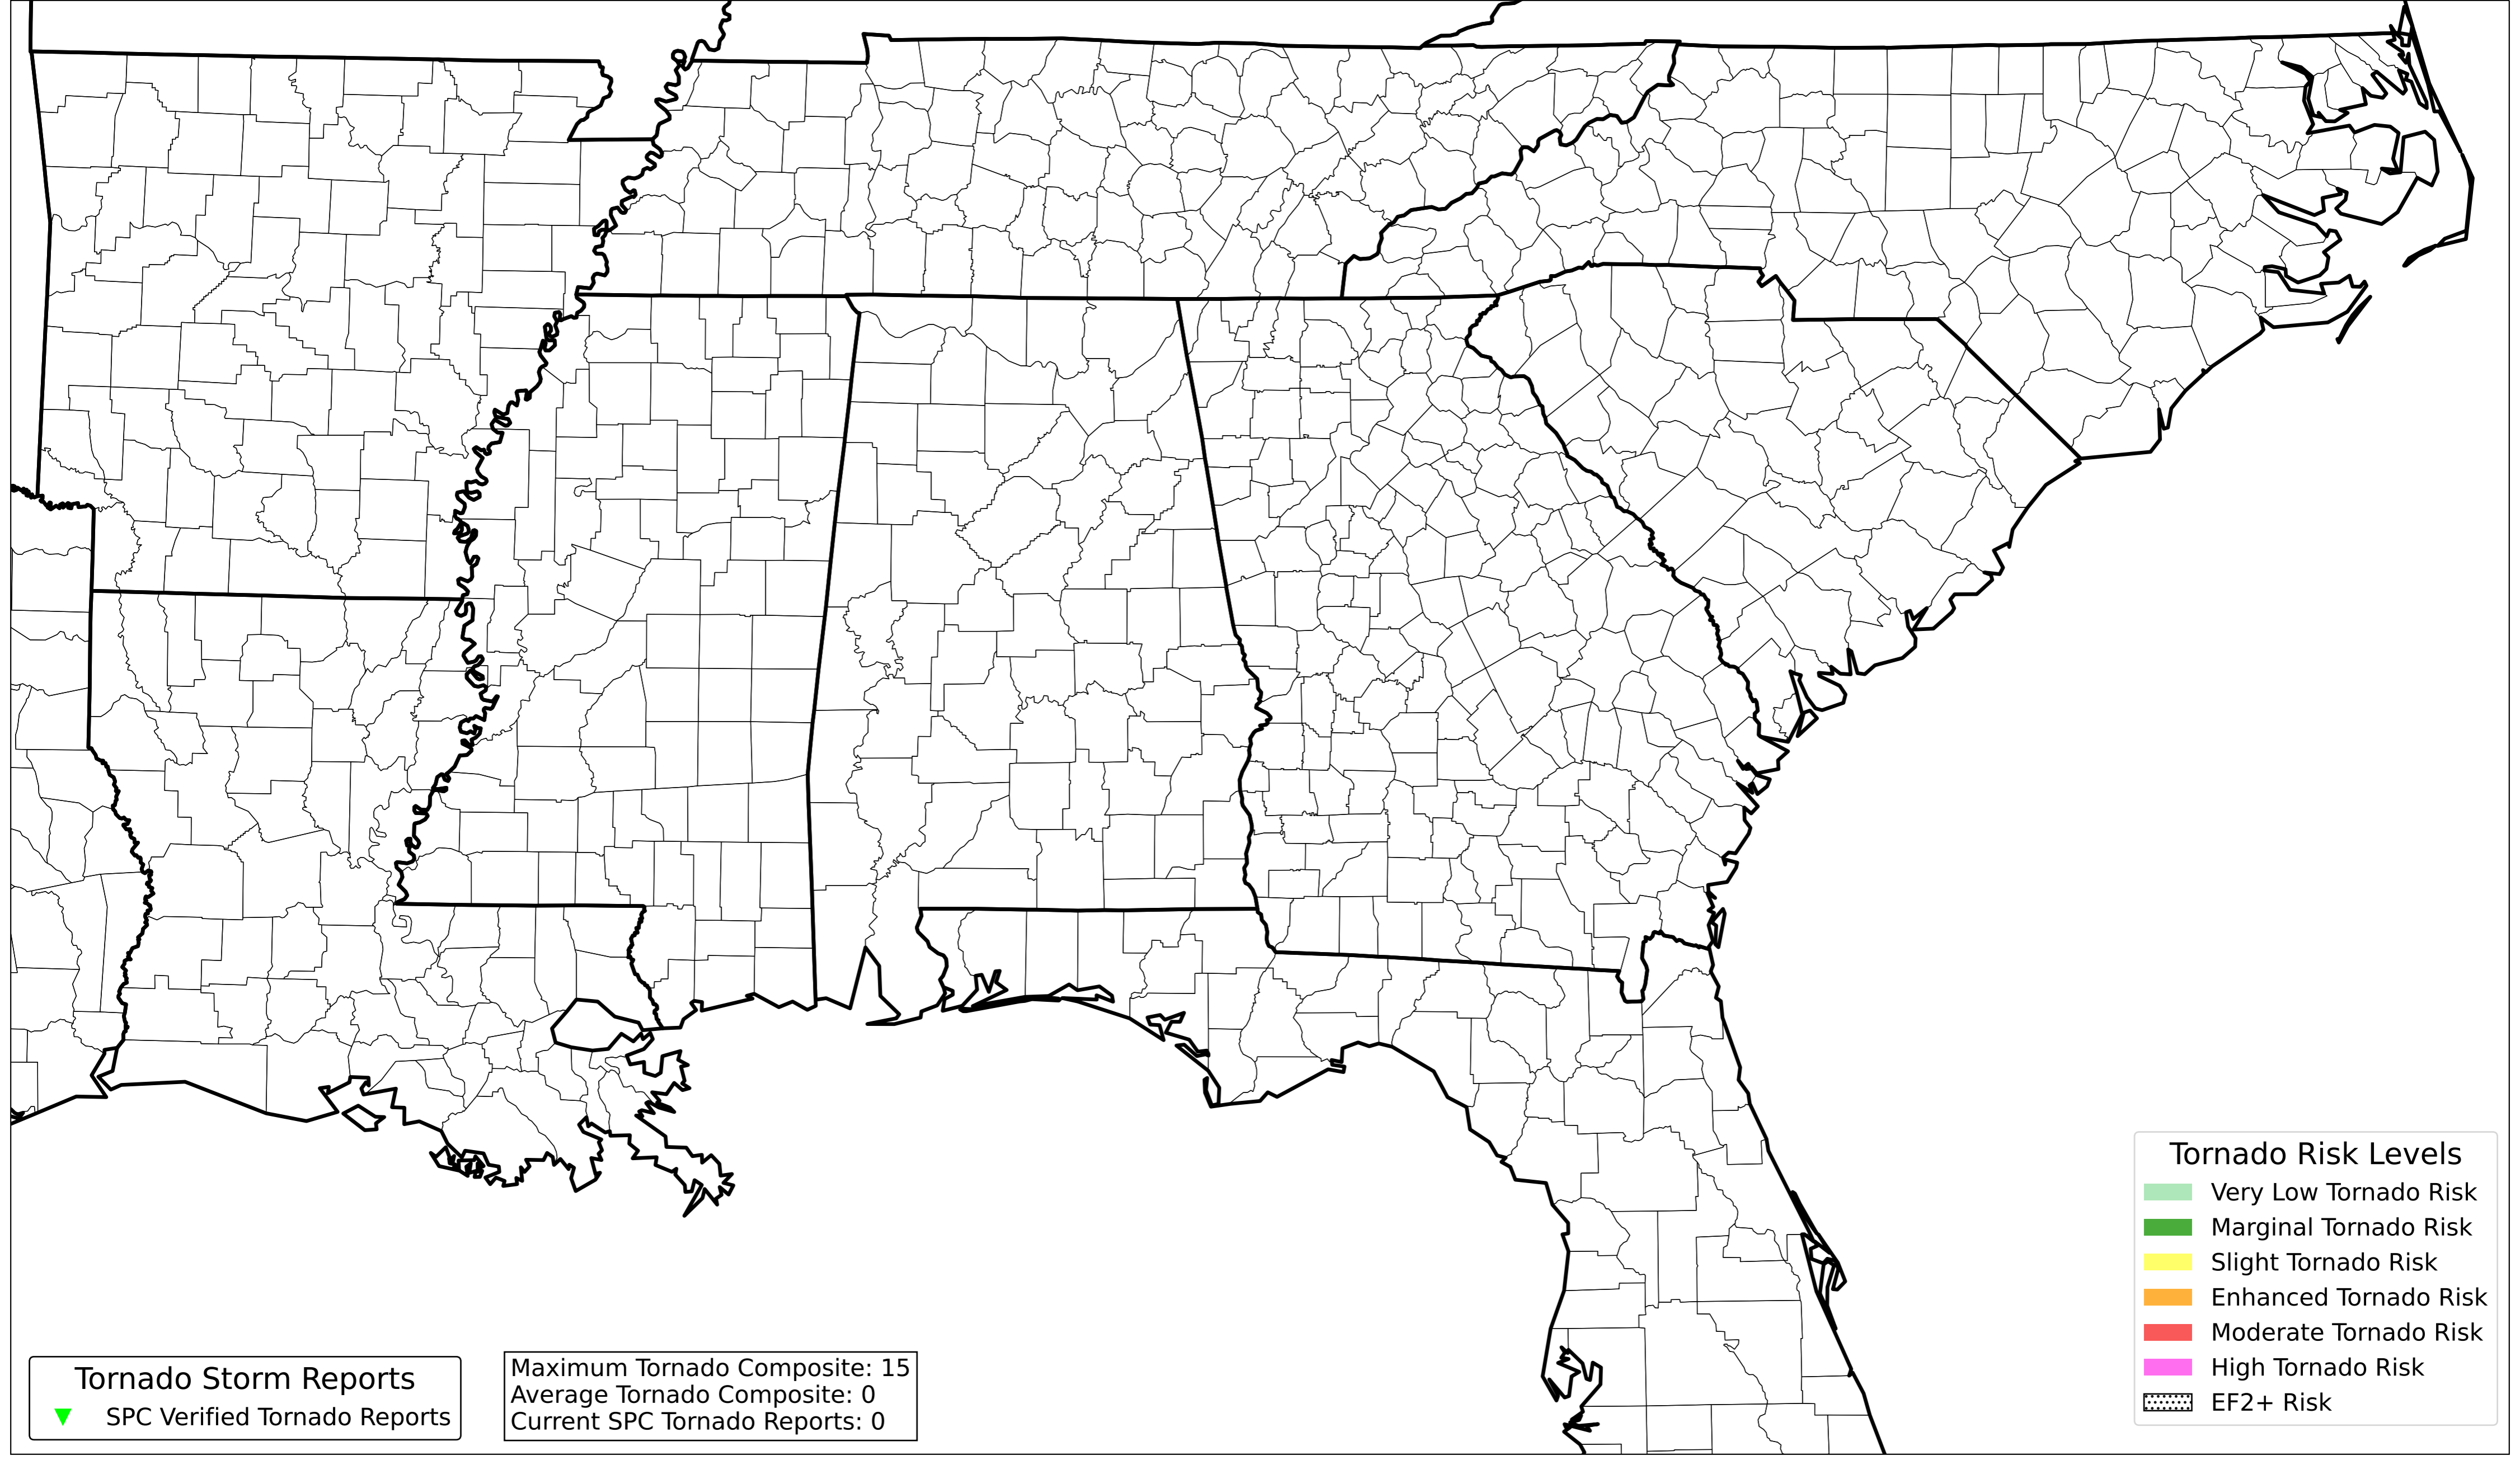 Tornado Risk Levels
Very Low Tornado Risk
Marginal Tornado Risk
Slight Tornado Risk
Enhanced Tornado Risk
Moderate Tornado Risk
High Tornado Risk
EF2+ Risk
Tornado Storm Reports
SPC Verified Tornado Reports
Maximum Tornado Composite: 15
Average Tornado Composite: 0
Current SPC Tornado Reports: 0